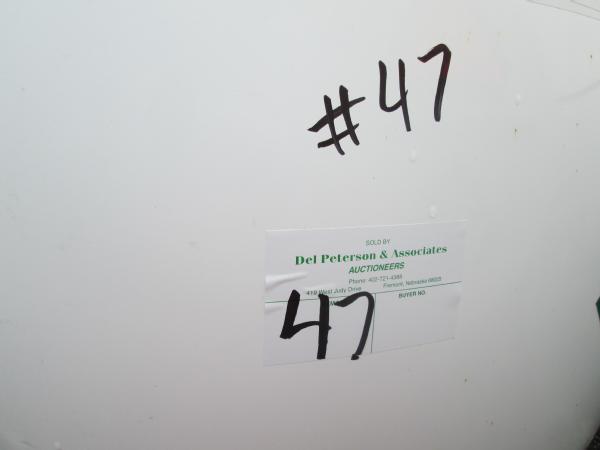 #47
SOLD BY
Del Peterson & Associates
AUCTIONEERS
Phone: 402-721-4388
419 West Judy Drive Fremont, Nebraska 68025
BUYER NO.
47